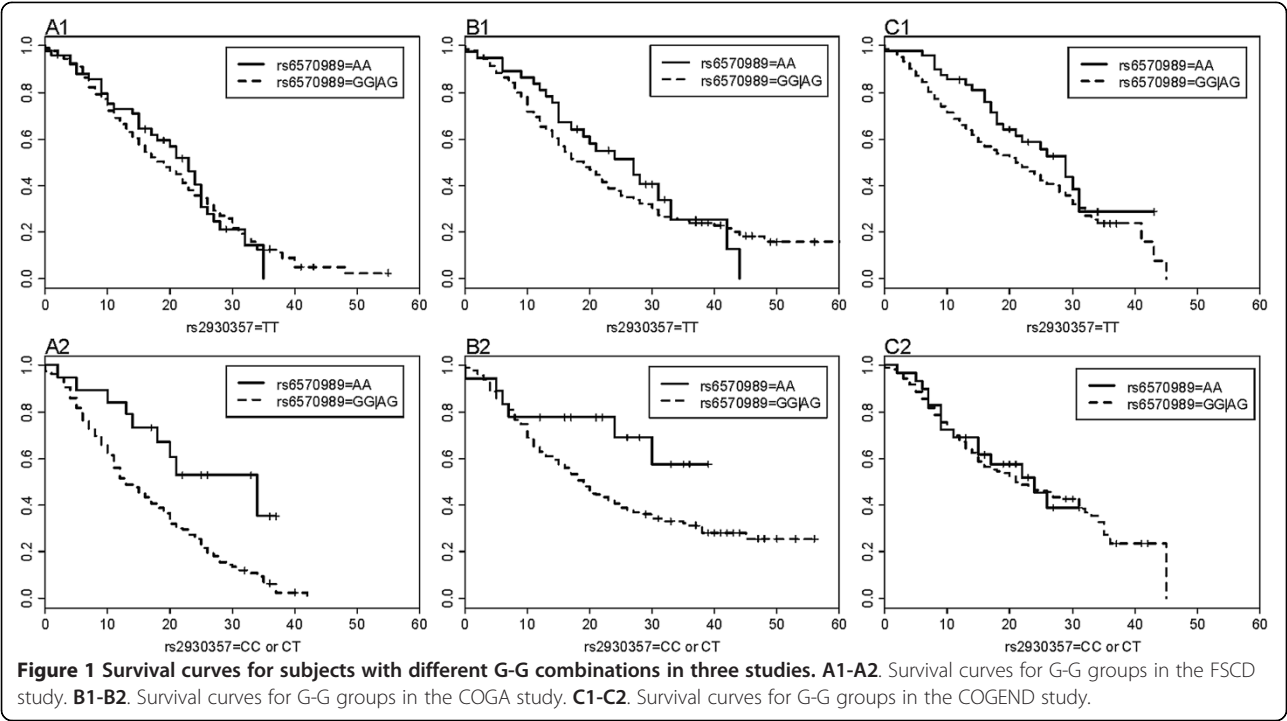 A1
B1
C1
rs6570989=AA
rs6570989=GG|AG
rs6570989=AA
rs6570989=GG|AG
rs6570989=AA
rs6570989=GG|AG
1.0
0.8
0.6
0.4
0.2
0.0
1.0
0.8
0.6
0.4
0.2
0.0
1.0
0.8
0.6
0.4
0.2
0.0
0 10 20 30 40 50 60
0 10 20 30 40 50 60
0 10 20 30 40 50 60
rs2930357=TT
rs2930357=TT
rs2930357=TT
A2
B2
C2
rs6570989=AA
rs6570989=GG|AG
rs6570989=AA
rs6570989=GG|AG
rs6570989=AA
rs6570989=GG|AG
1.0
0.8
0.6
0.4
0.2
0.0
1.0
0.8
0.6
0.4
0.2
0.0
1.0
0.8
0.6
0.4
0.2
0.0
0 10 20 30 40 50 60
0 10 20 30 40 50 60
0 10 20 30 40 50 60
rs2930357=CC or CT
rs2930357=CC or CT
rs2930357=CC or CT
Figure 1 Survival curves for subjects with different G-G combinations in three studies. A1-A2. Survival curves for G-G groups in the FSCD
study. B1-B2. Survival curves for G-G groups in the COGA study. C1-C2. Survival curves for G-G groups in the COGEND study.